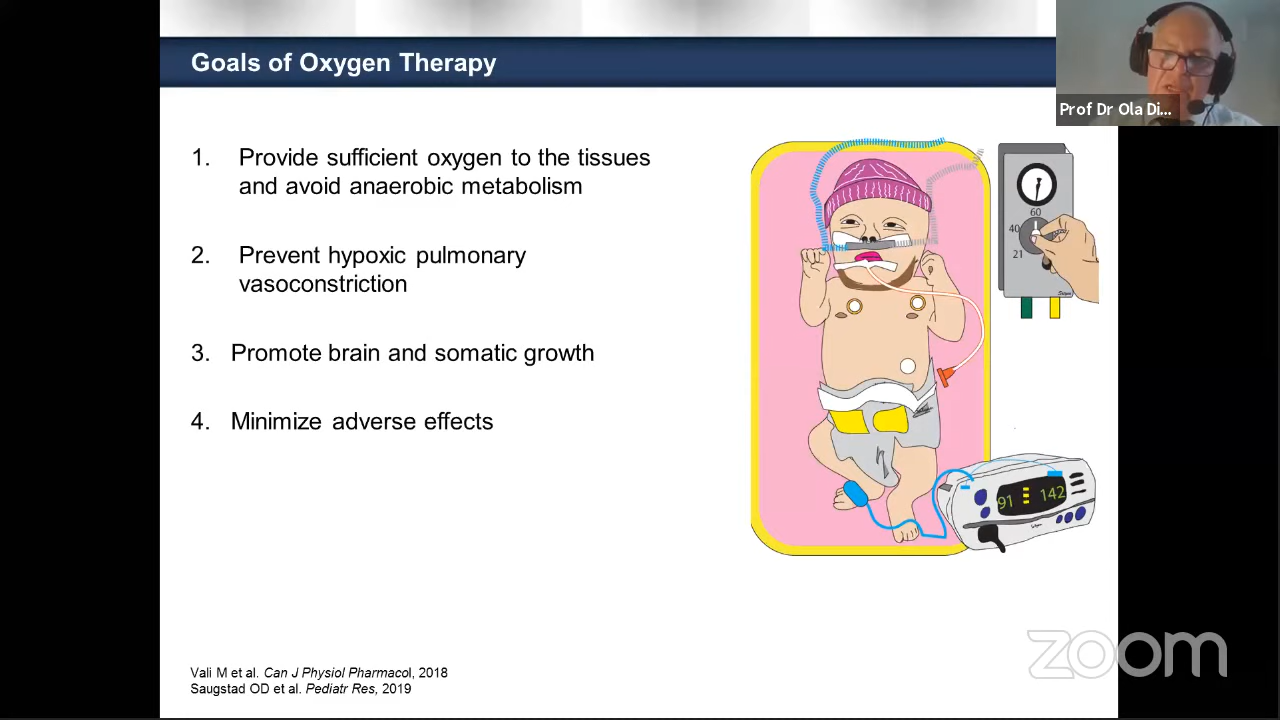 Goals of Oxygen Therapy
Prof Dr Ola Di...
1. Provide sufficient oxygen to the tissues
and avoid anaerobic metabolism
2. Prevent hypoxic pulmonary
vasoconstriction
3. Promote brain and somatic growth
4. Minimize adverse effects
60
40
21
91 142
Vali M et al. Can J Physiol Pharmacol, 2018
Saugstad OD et al. Pediatr Res, 2019
zoom